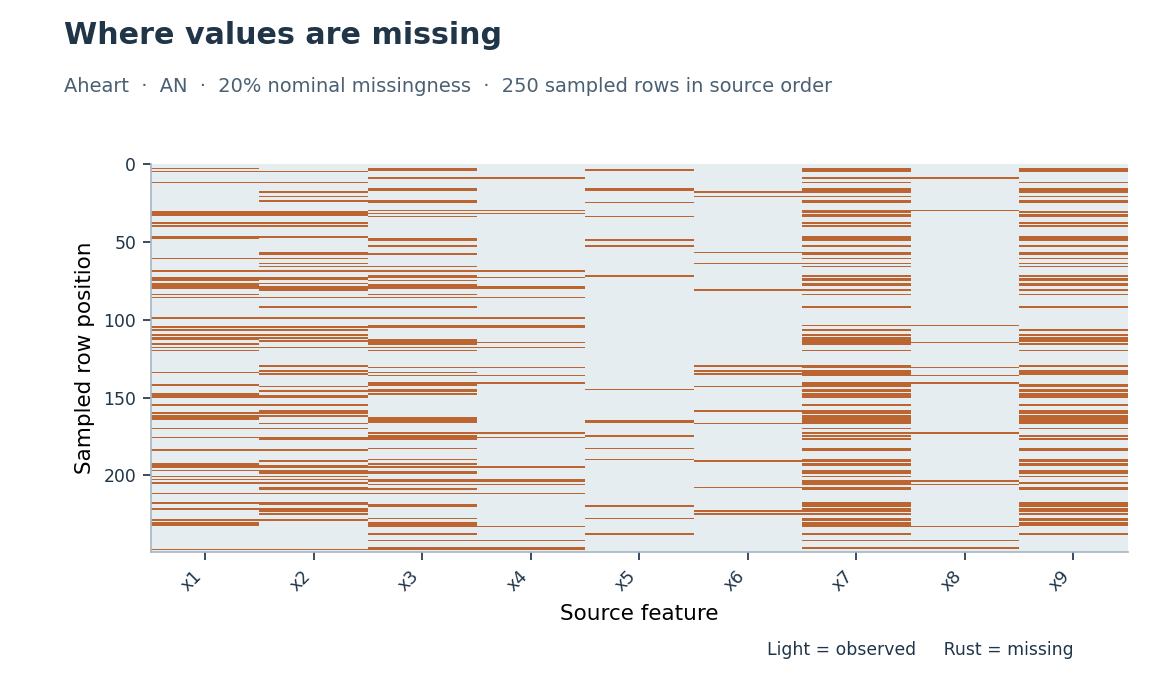 Where values are missing
Aheart · AN · 20% nominal missingness · 250 sampled rows in source order
0
50
100
150
200
Sampled row position
x1 x2 x3 x4 x5 x6 x7 x8 x9
Source feature
Light = observed Rust = missing